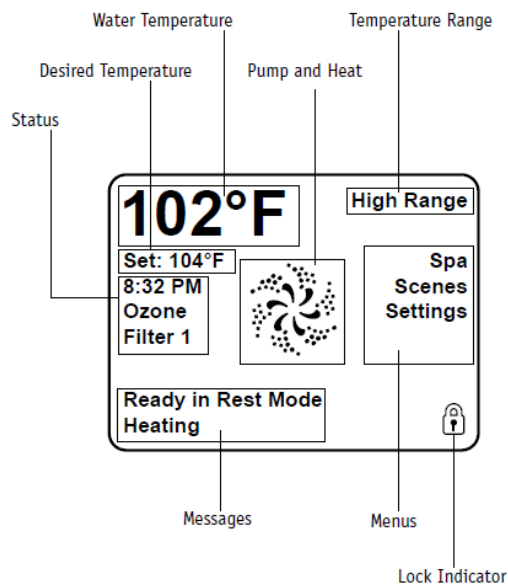 Water Temperature
Temperature Range
Desired Temperature
Pump and Heat
Status
102°F
High Range
Set: 104°F
8:32 PM
Ozone
Filter 1
Spa
Scenes
Settings
Ready in Rest Mode
Heating
Messages
Menus
Lock Indicator